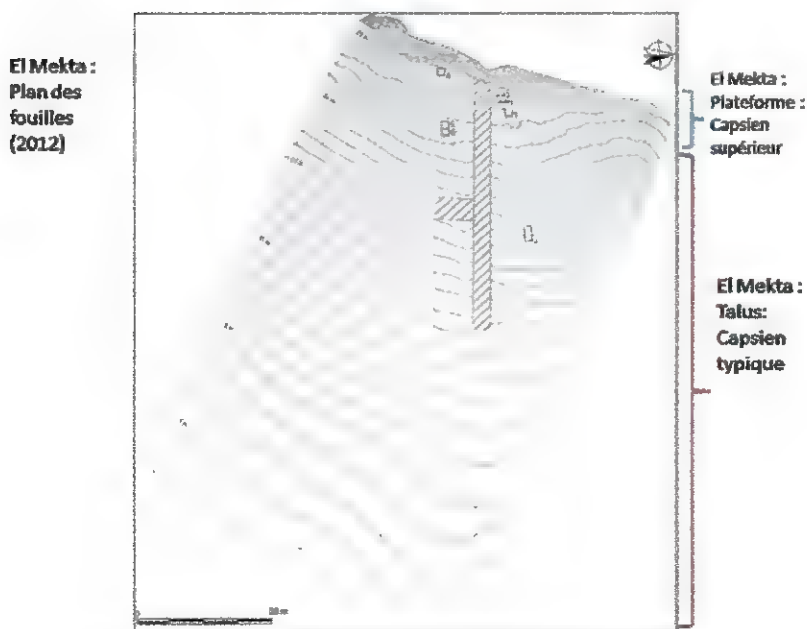 El Mekta :
Plan des
fouilles
(2012)
El Mekta :
Plateforme :
Capsien
supérieur
El Mekta :
Talus:
Capsien
typique